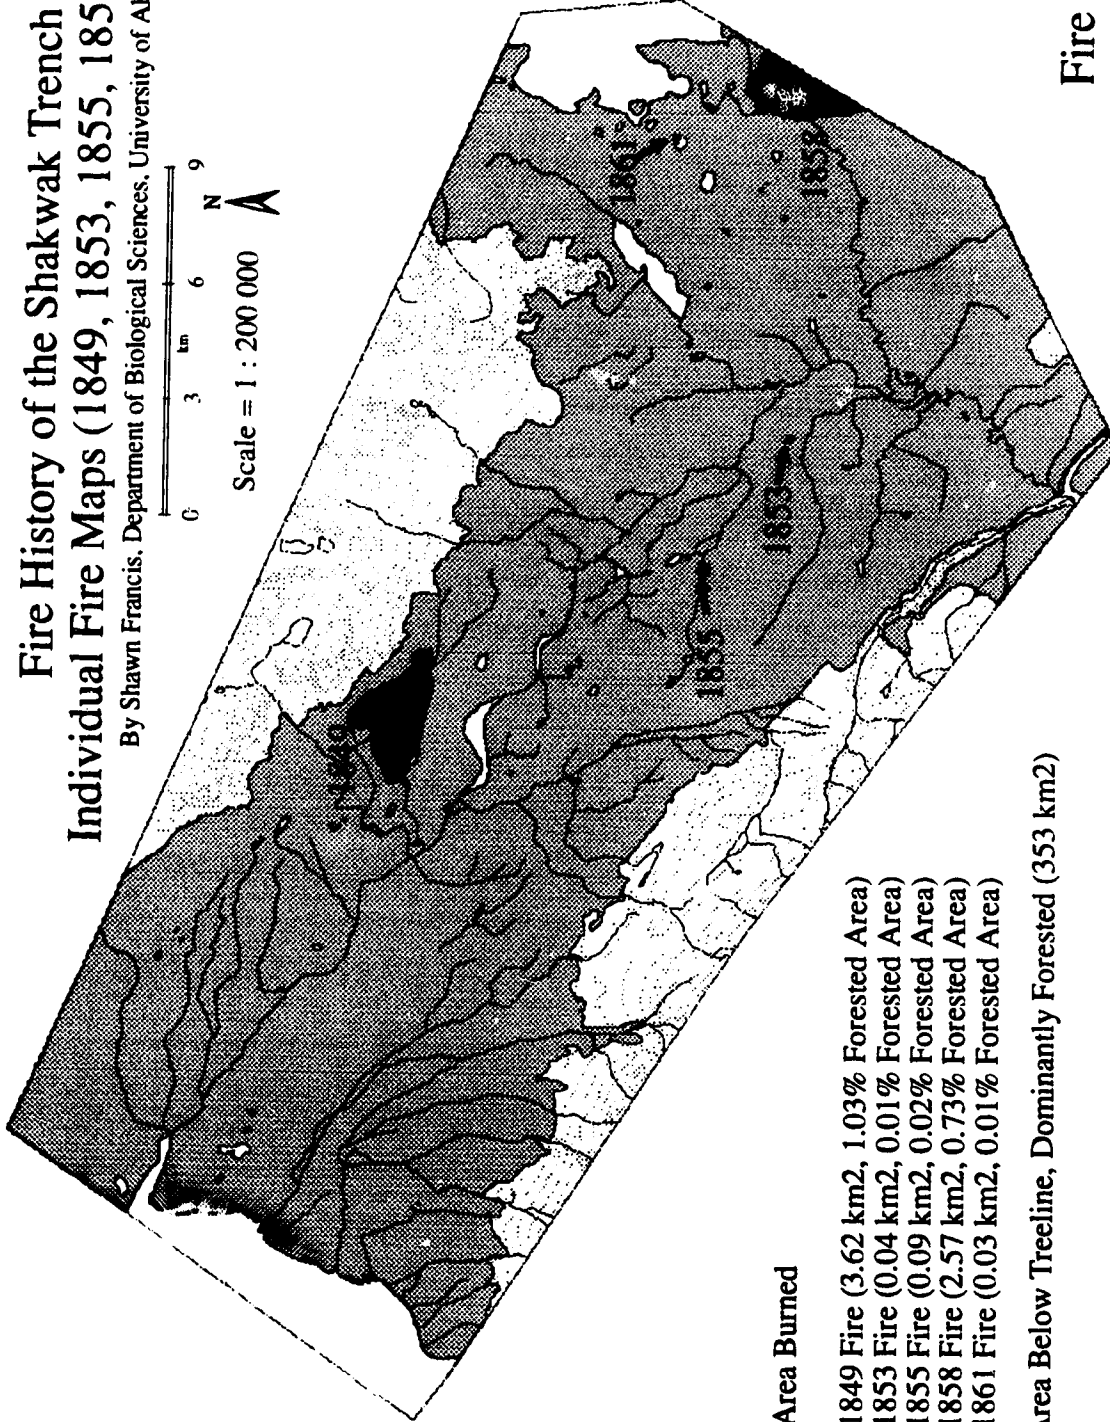 Fire History of the Shakwak Trench
Individual Fire Maps (1849, 1853, 1855, 185
By Shawn Francis, Department of Biological Sciences, University of Al
0 3 6 9
km
N
Scale = 1 : 200 000
1849
1861
1858
1853
1855
Area Burned
1849 Fire (3.62 km2, 1.03% Forested Area)
1853 Fire (0.04 km2, 0.01% Forested Area)
1855 Fire (0.09 km2, 0.02% Forested Area)
1858 Fire (2.57 km2, 0.73% Forested Area)
1861 Fire (0.03 km2, 0.01% Forested Area)
Area Below Treeline, Dominantly Forested (353 km2)
Fire